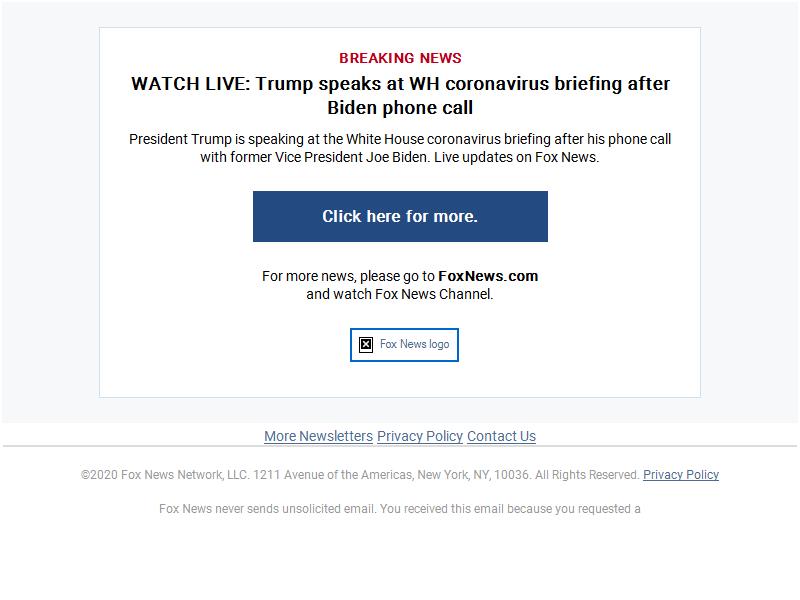 BREAKING NEWS
WATCH LIVE: Trump speaks at WH coronavirus briefing after
Biden phone call
President Trump is speaking at the White House coronavirus briefing after his phone call
with former Vice President Joe Biden. Live updates on Fox News.
Click here for more.
For more news, please go to FoxNews.com
and watch Fox News Channel.
Fox News logo
More Newsletters Privacy Policy Contact Us
©2020 Fox News Network, LLC. 1211 Avenue of the Americas, New York, NY, 10036. All Rights Reserved. Privacy Policy
Fox News never sends unsolicited email. You received this email because you requested a